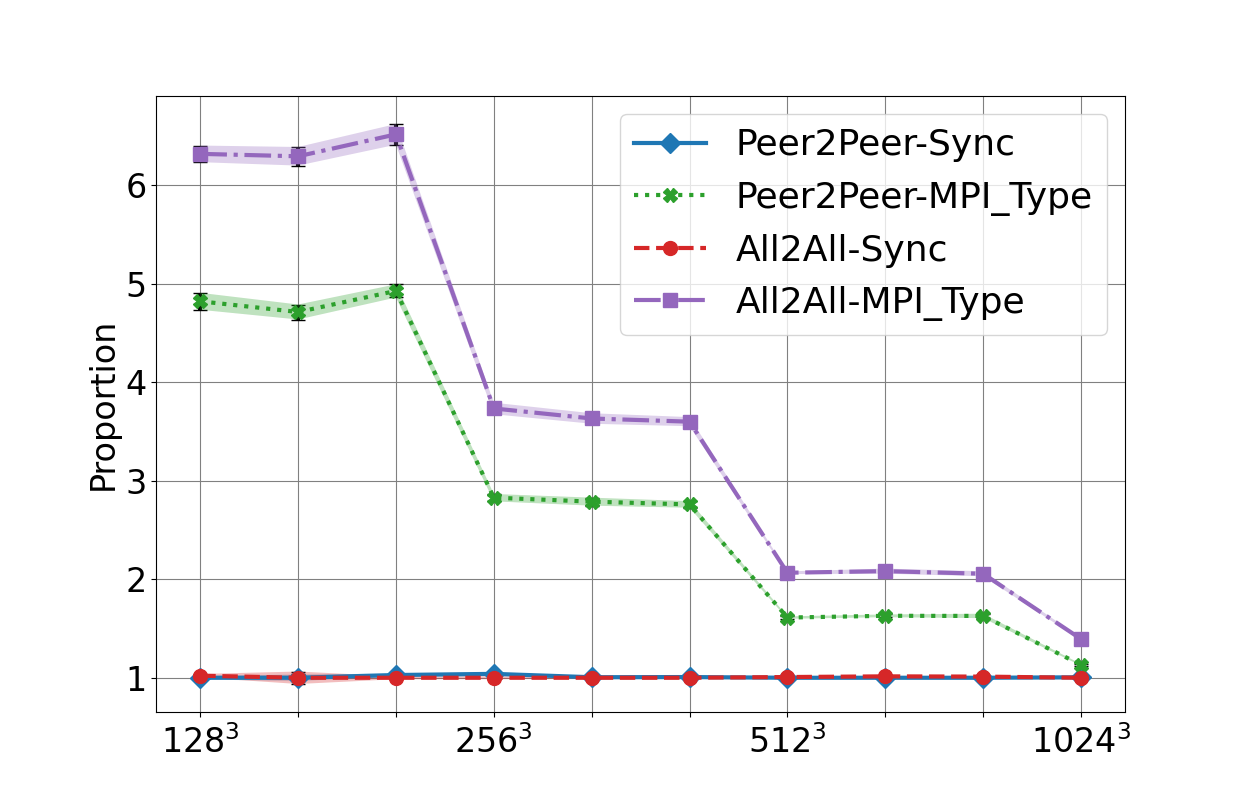 Peer2Peer-Sync
Peer2Peer-MPI_Type
All2All-Sync
All2All-MPI_Type
Proportion
6
5
4
3
2
1
128³
256³
512³
1024³